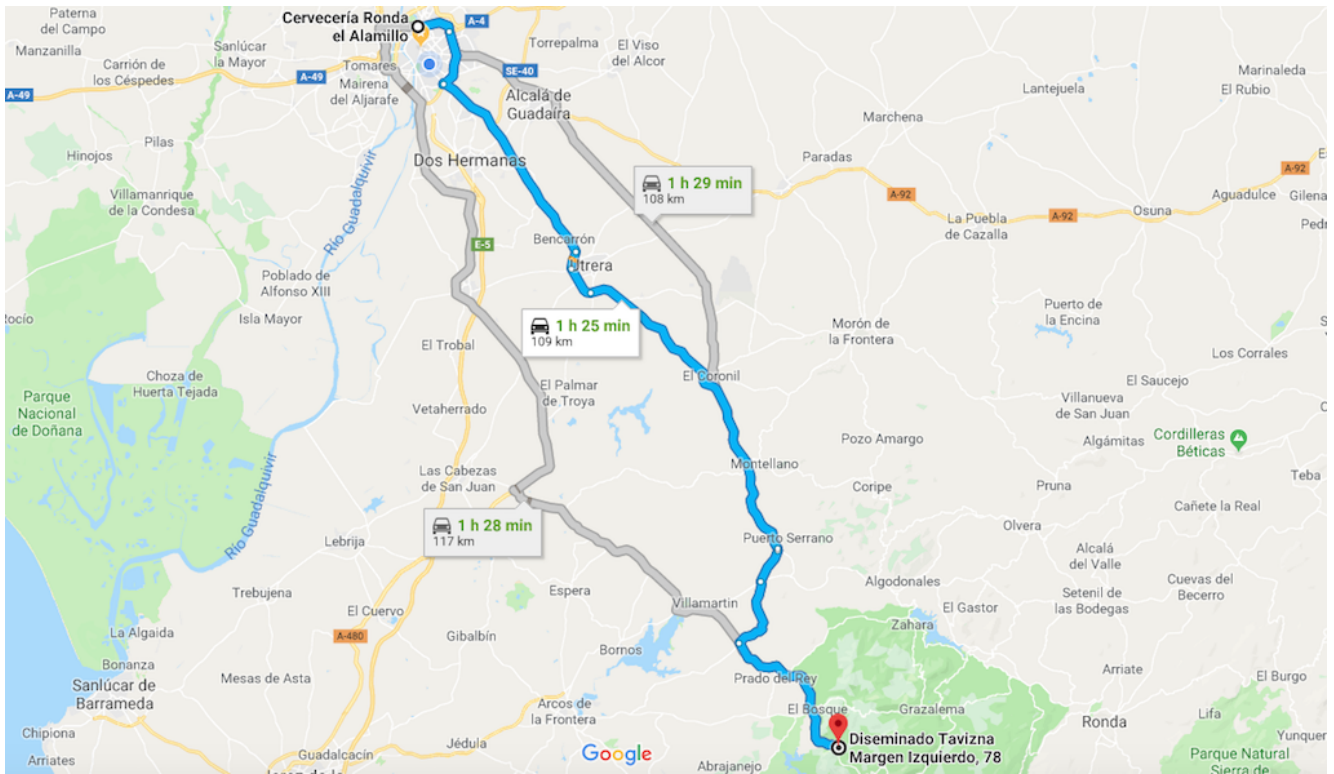 Paterna
del Campo
Cervecería Ronda
el Alamillo
A-4
Manzanilla
Sanlúcar
la Mayor
Torrepalma
El Viso
del Alcor
Carrión de
los Céspedes
A-49
Tomares
SE-40
Marinaleda
El Rubio
A-49
Mairena
del Aljarafe
Alcalá de
Guadaíra
Lantejuela
Marchena
Pilas
Hinojos
Dos Hermanas
Paradas
A-92
Villamanrique
de la Condesa
1 h 29 min
108 km
A-92
Aguadulce
Gilena
Río Guadalquivir
La Puebla
de Cazalla
A-92
Osuna
Pedr
E-5
Bencarrón
Utrera
Poblado de
Alfonso XIII
Rocío
Isla Mayor
1 h 25 min
109 km
Puerto de
la Encina
Morón de
la Frontera
El Trobal
Los Corrales
Choza de
Huerta Tejada
El Palmar
de Troya
El Coronil
El Saucejo
Parque
Nacional
de Doñana
Vetaherrado
Villanueva
de San Juan
Pozo Amargo
Algámitas
Cordilleras
Béticas
Las Cabezas
de San Juan
Montellano
Coripe
Pruna
Teba
Cañete la Real
Río Guadalquivir
1 h 28 min
117 km
Lebrija
Puerto Serrano
Olvera
Alcalá
del Valle
Trebujena
Espera
Villamartin
Algodonales
Setenil de
las Bodegas
Cuevas del
Becerro
El Cuervo
El Gastor
La Algaida
A-480
Gibalbín
Zahara
Bornos
Bonanza
Mesas de Asta
Prado del Rey
Arriate
El Burgo
Sanlúcar de
Barrameda
Arcos de
la Frontera
El Bosque
Grazalema
Ronda
Lifa
Chipiona
Jédula
Google
Diseminado Tavizna
Margen Izquierdo, 78
Yunquer
Arriates
Guadalcacín
Abrajanejo
Parque Natural
Sierra de